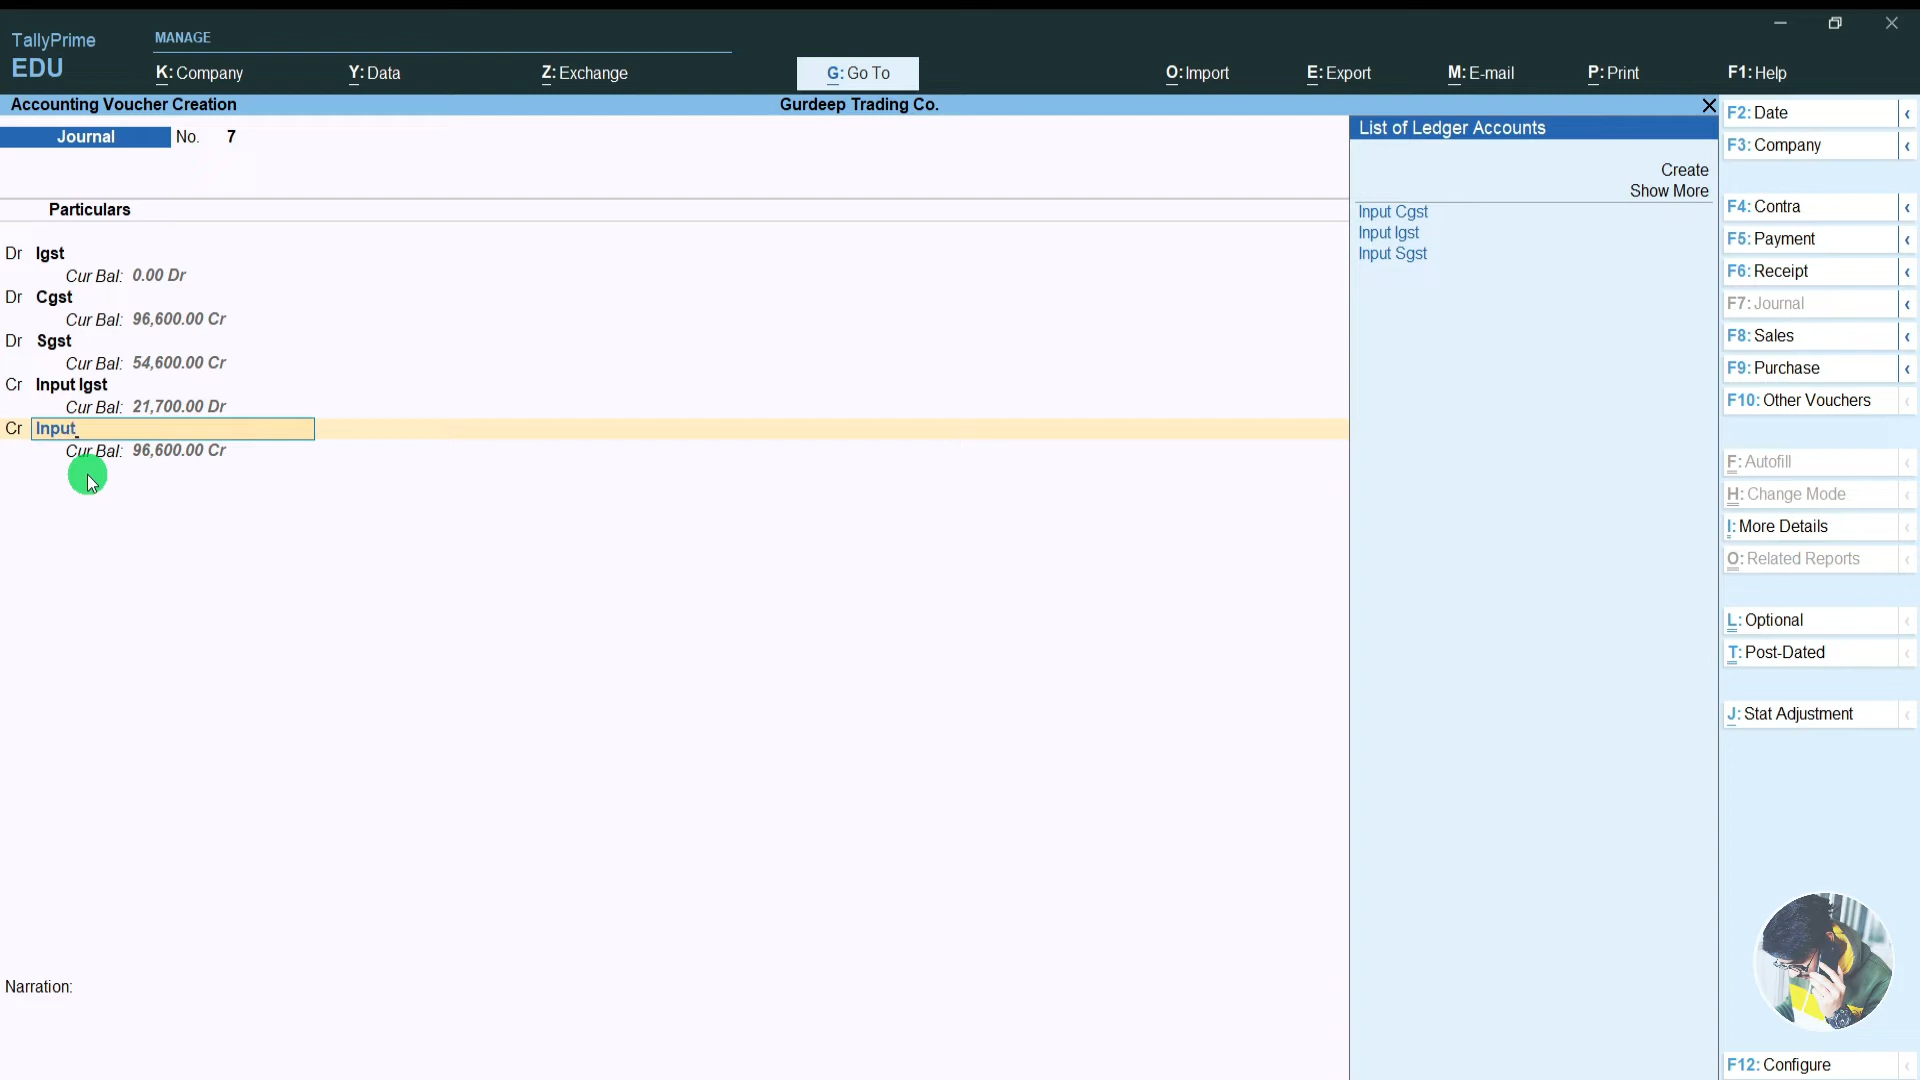 TallyPrime
EDU
MANAGE
K: Company
Y: Data
Z: Exchange
G: Go To
O: Import
E: Export
M: E-mail
P: Print
F1: Help
Accounting Voucher Creation
Gurdeep Trading Co.
Journal No. 7
Particulars
Dr Igst
Cur Bal: 0.00 Dr
Dr Cgst
Cur Bal: 96,600.00 Cr
Dr Sgst
Cur Bal: 54,600.00 Cr
Cr Input Igst
Cur Bal: 21,700.00 Dr
Cr Input
Cur Bal: 96,600.00 Cr
Narration:
List of Ledger Accounts
Create
Show More
Input Cgst
Input Igst
Input Sgst
F2: Date
F3: Company
F4: Contra
F5: Payment
F6: Receipt
F7: Journal
F8: Sales
F9: Purchase
F10: Other Vouchers
F: Autofill
H: Change Mode
I: More Details
O: Related Reports
L: Optional
T: Post-Dated
J: Stat Adjustment
F12: Configure